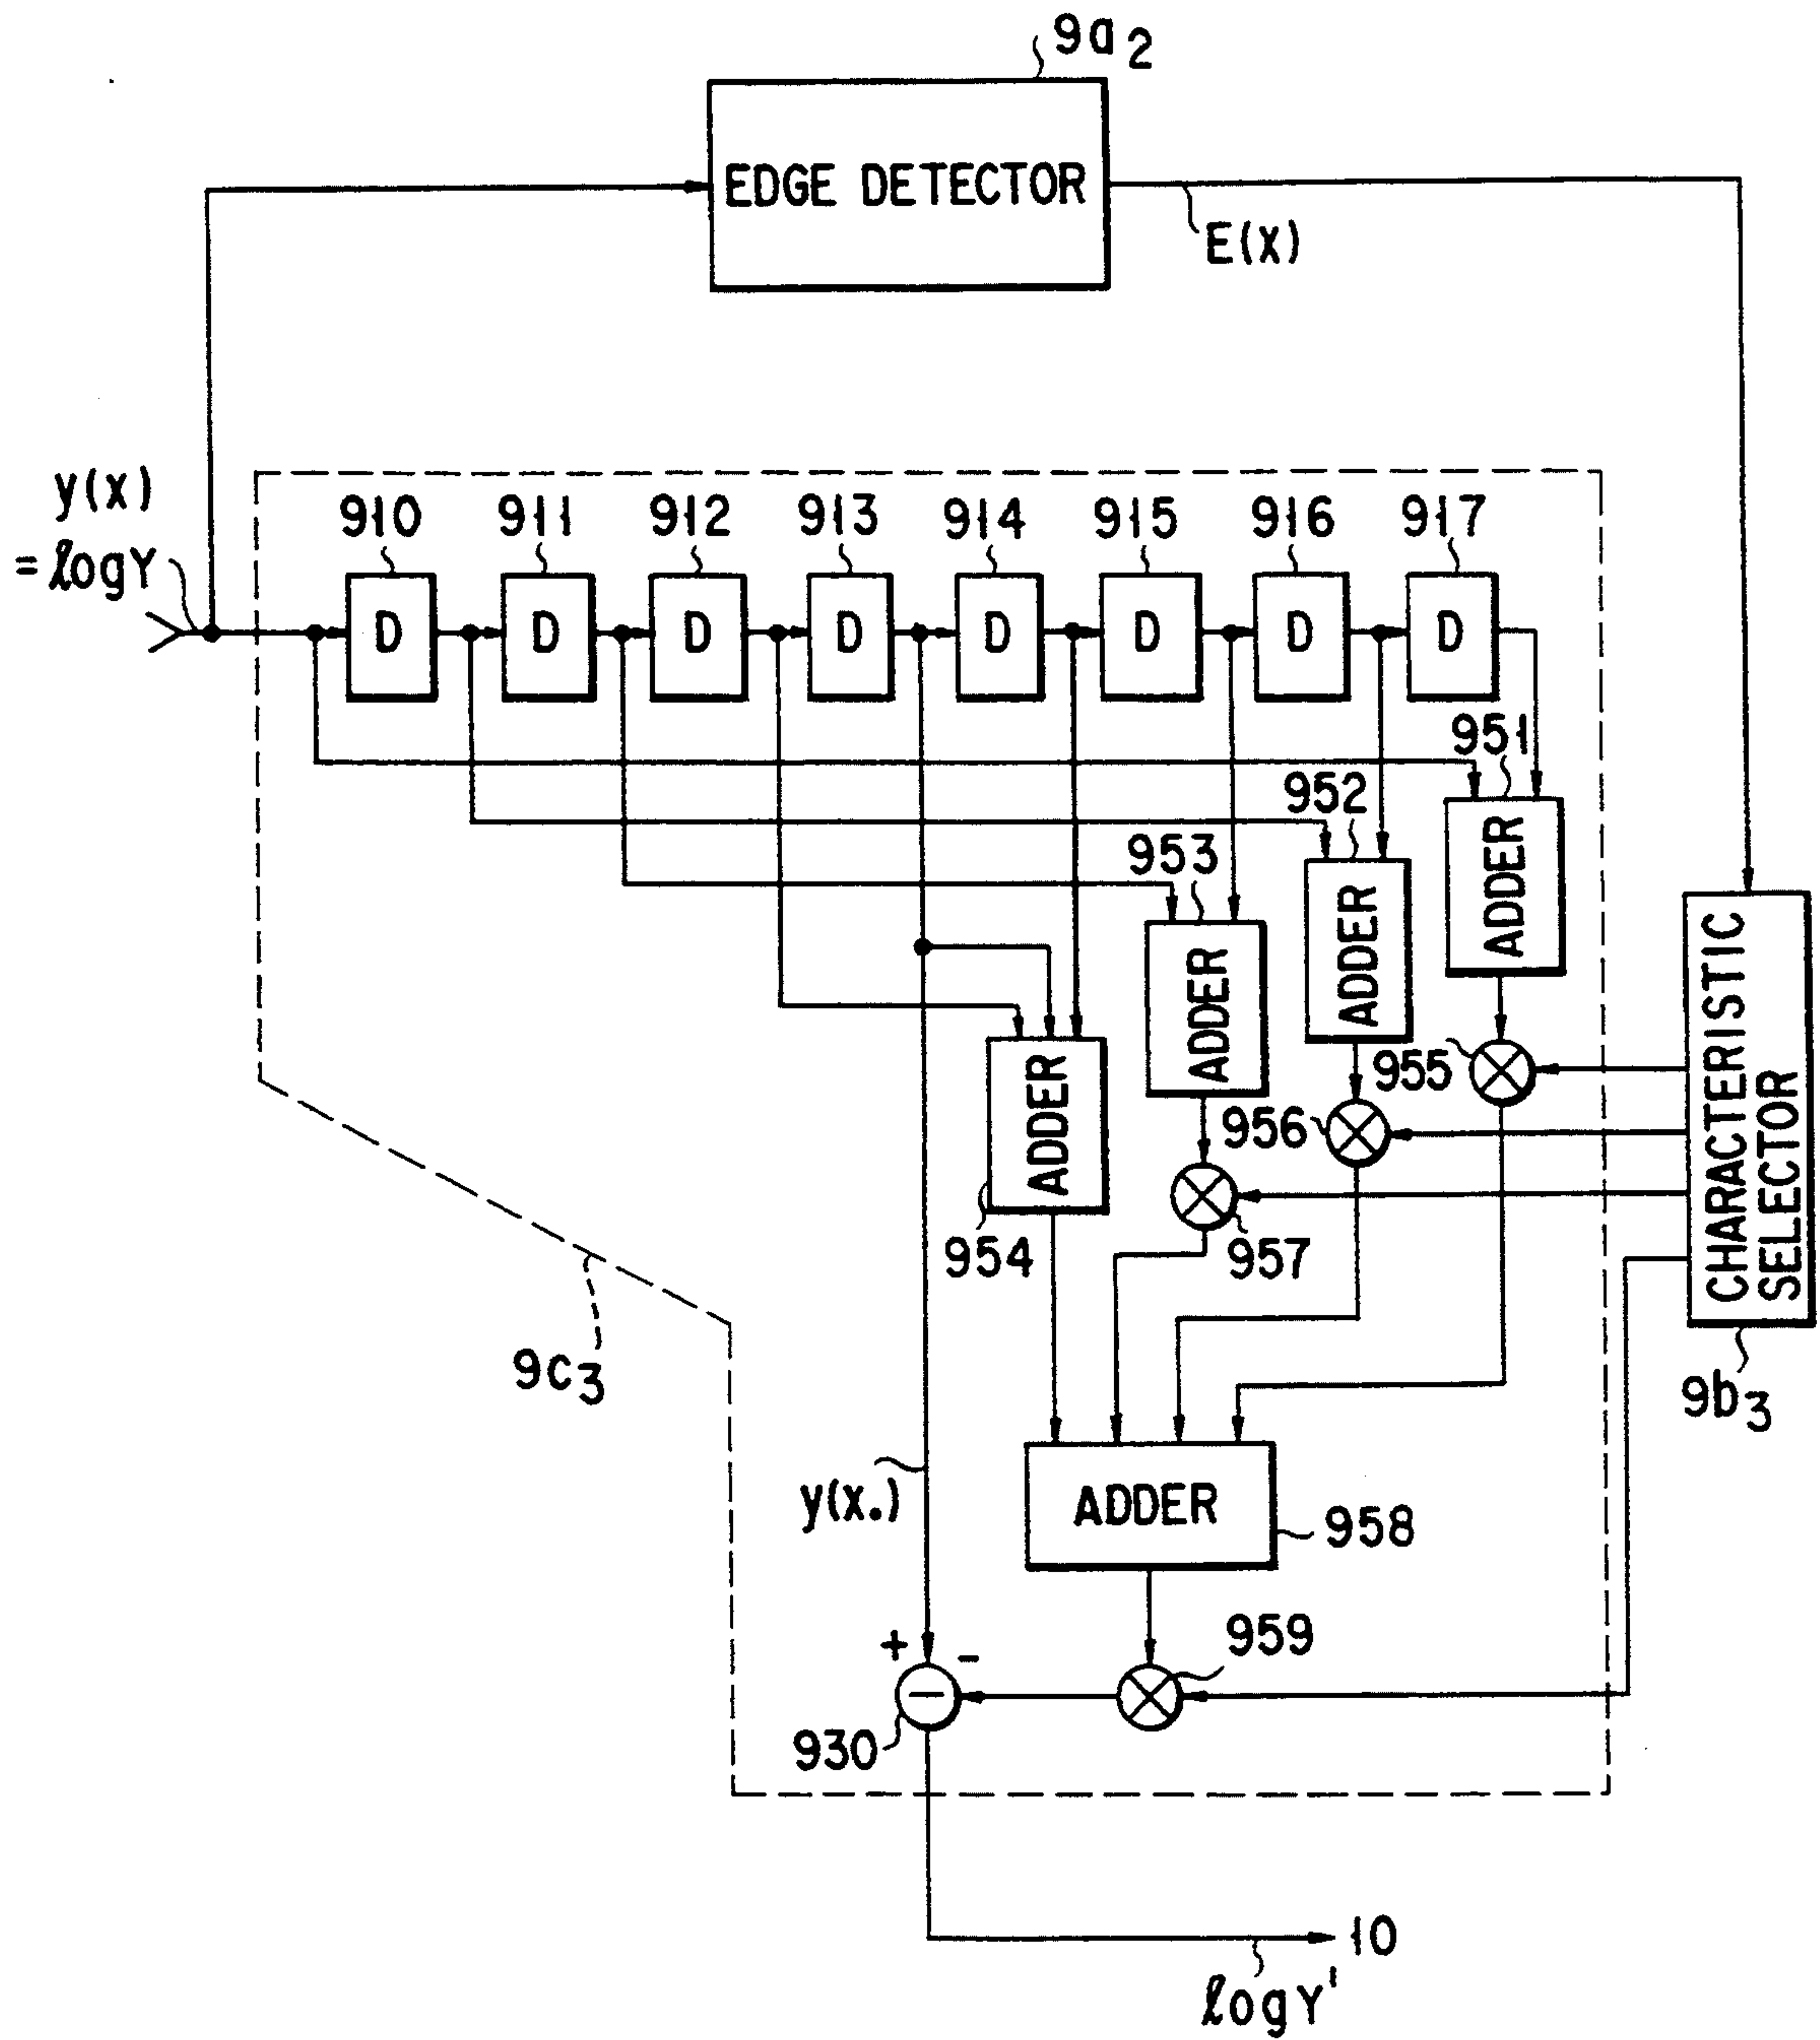 9a2
EDGE DETECTOR
E(x)
y(x)
= logY
910
911
912
913
914
915
916
917
D
D
D
D
D
D
D
D
951
952
953
ADDER
ADDER
ADDER
ADDER
955
956
957
954
CHARACTERISTIC
SELECTOR
9c3
9b3
y(x.)
ADDER
958
+
-
959
930
10
logY'